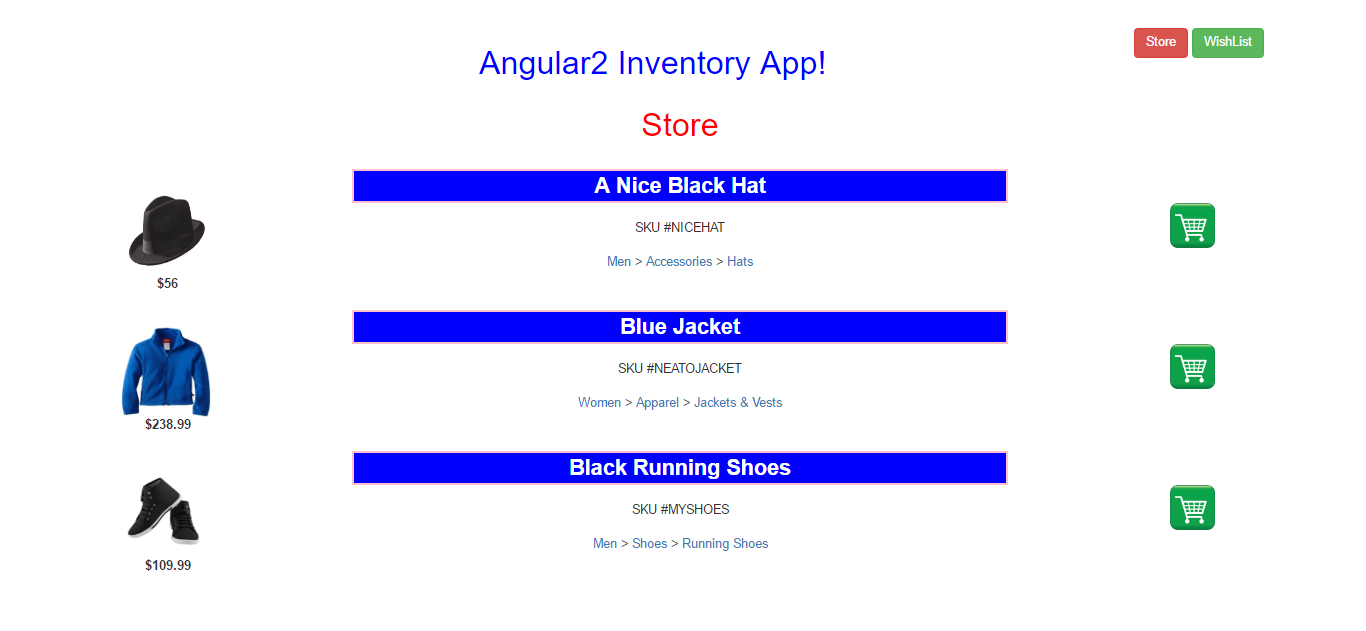 Store WishList
Angular2 Inventory App!
Store
A Nice Black Hat
SKU #NICEHAT
Men > Accessories > Hats
$56
Blue Jacket
SKU #NEATOJACKET
Women > Apparel > Jackets & Vests
$238.99
Black Running Shoes
SKU #MYSHOES
Men > Shoes > Running Shoes
$109.99